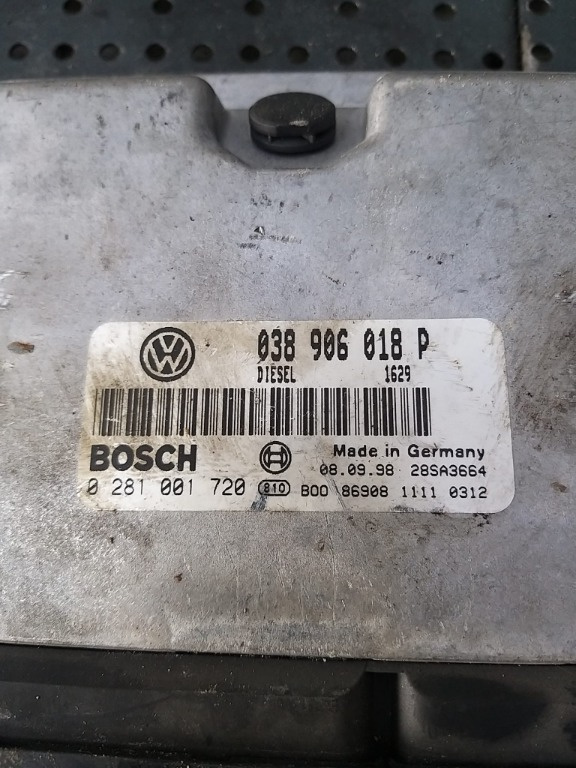 038 906 018 P
DIESEL 1629
BOSCH Made in Germany
08.09.98 28SA3664
0 281 001 720 810 B00 86908 1111 0312